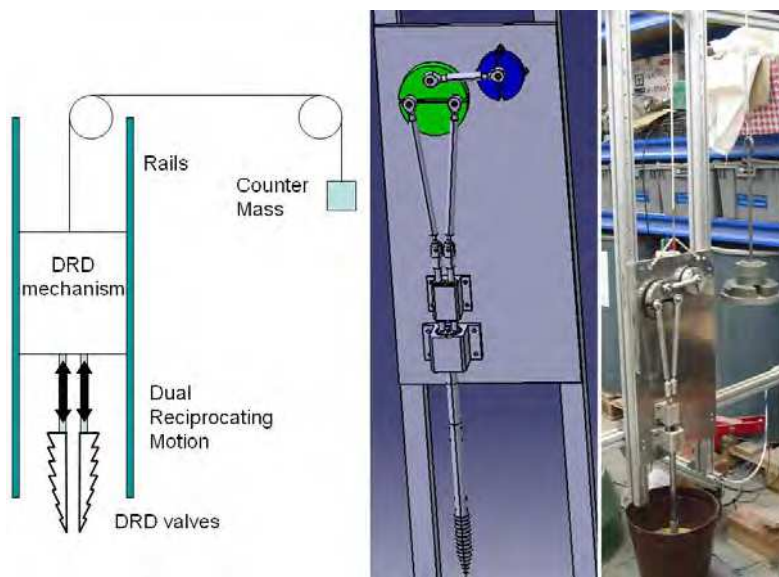 Rails
Counter
Mass
DRD
mechanism
Dual
Reciprocating
Motion
DRD valves